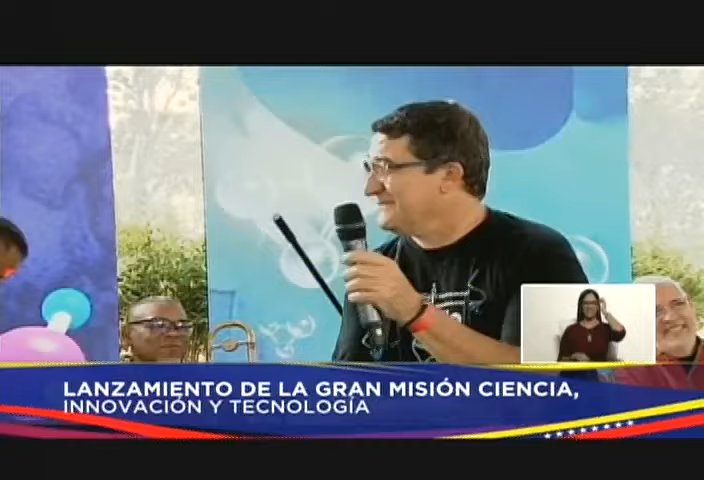 LANZAMIENTO DE LA GRAN MISIÓN CIENCIA,
INNOVACIÓN Y TECNOLOGÍA